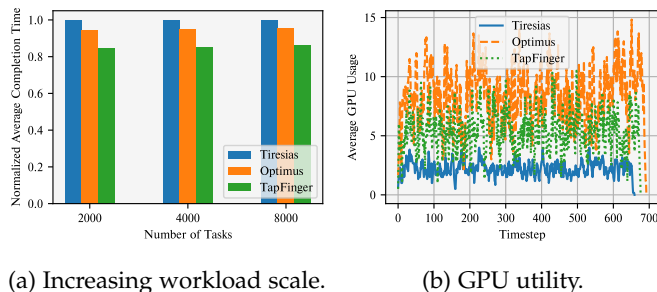 1.0
0.8
0.6
0.4
0.2
0.0
Normalized Average Completion Time
Tiresias
Optimus
TapFinger
2000
4000
8000
Number of Tasks
(a) Increasing workload scale.
15
10
5
0
Average GPU Usage
Tiresias
Optimus
TapFinger
0
100
200
300
400
500
600
700
Timestep
(b) GPU utility.